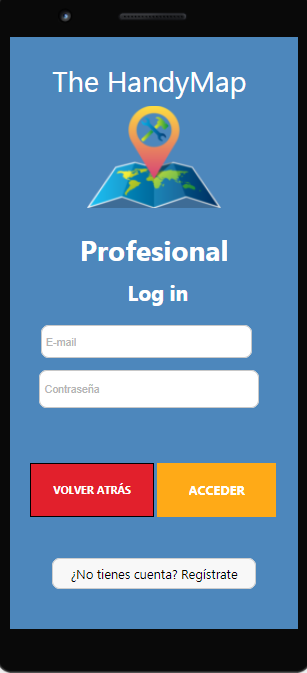 The HandyMap
Profesional
Log in
E-mail
Contraseña
VOLVER ATRÁS
ACCEDER
¿No tienes cuenta? Regístrate